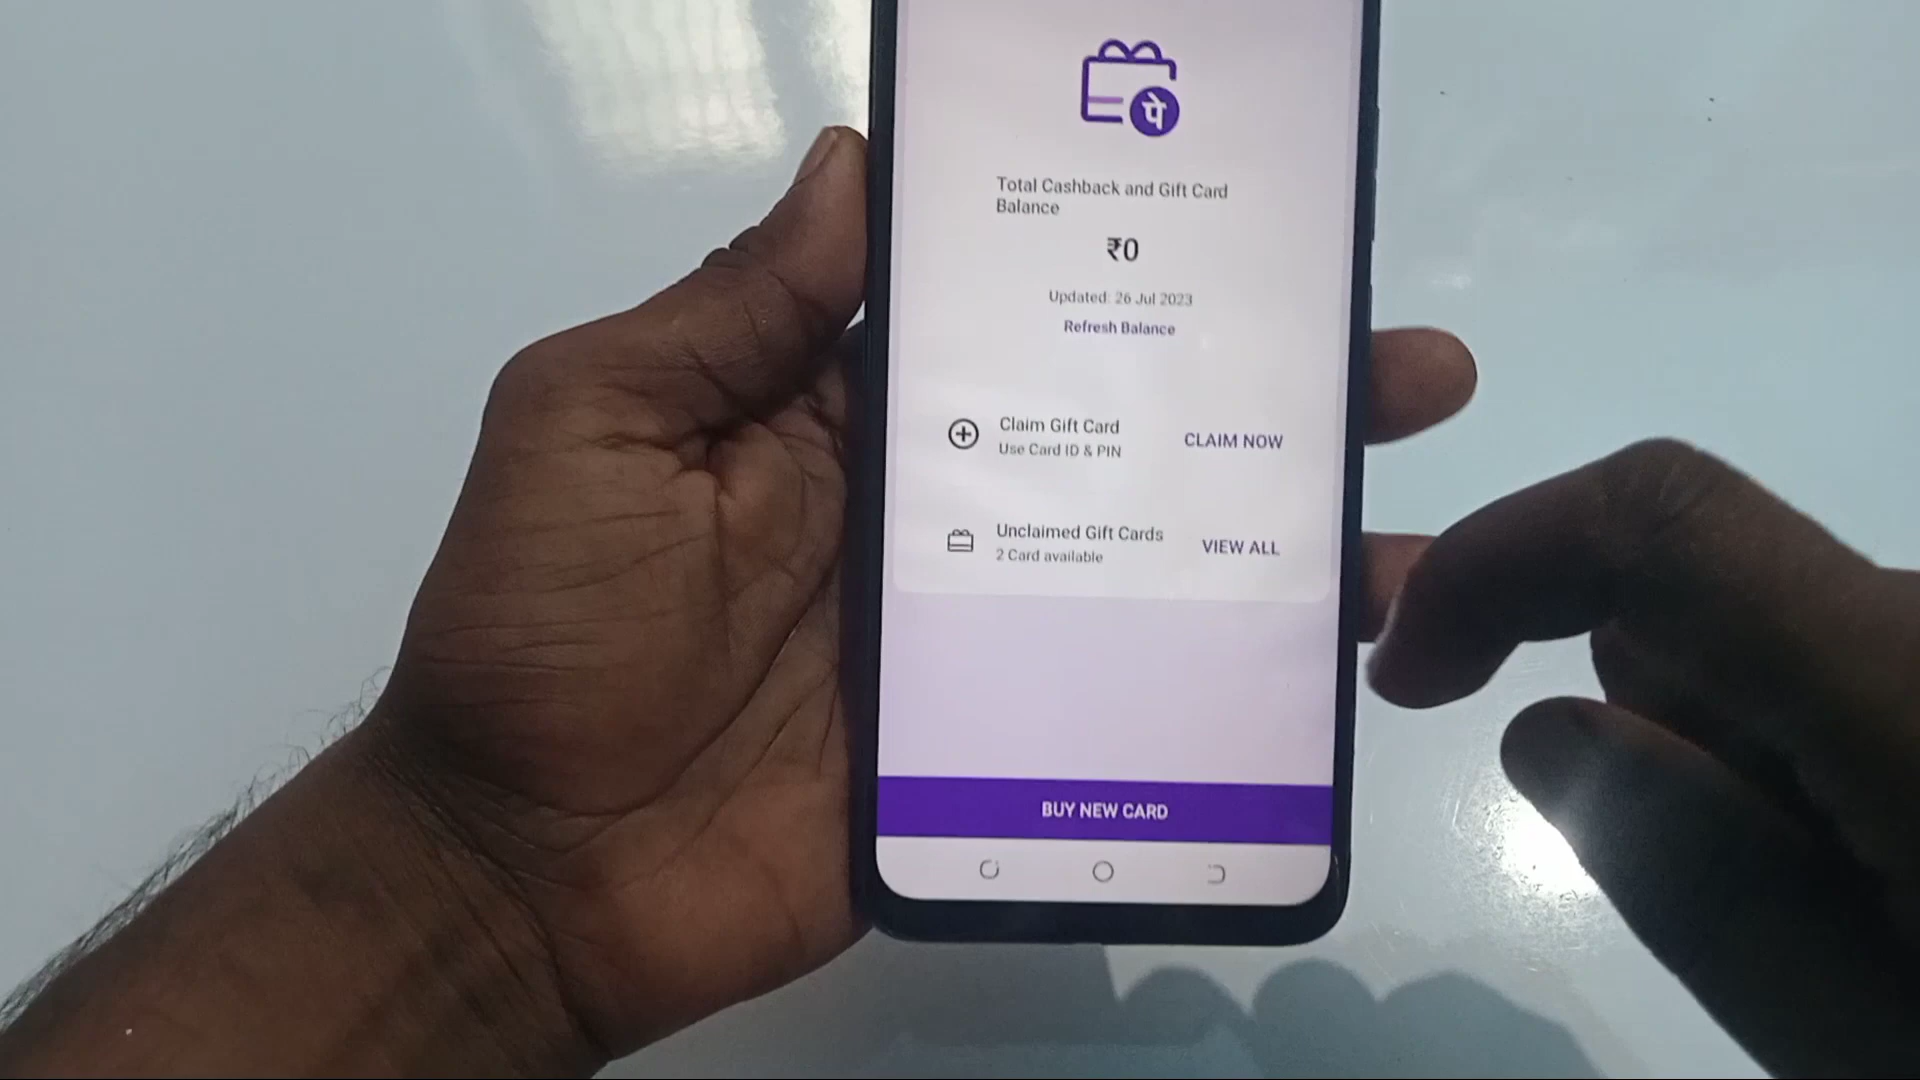 पे
Total Cashback and Gift Card
Balance
₹0
Updated: 26 Jul 2023
Refresh Balance
Claim Gift Card
Use Card ID & PIN
CLAIM NOW
Unclaimed Gift Cards
2 Card available
VIEW ALL
BUY NEW CARD